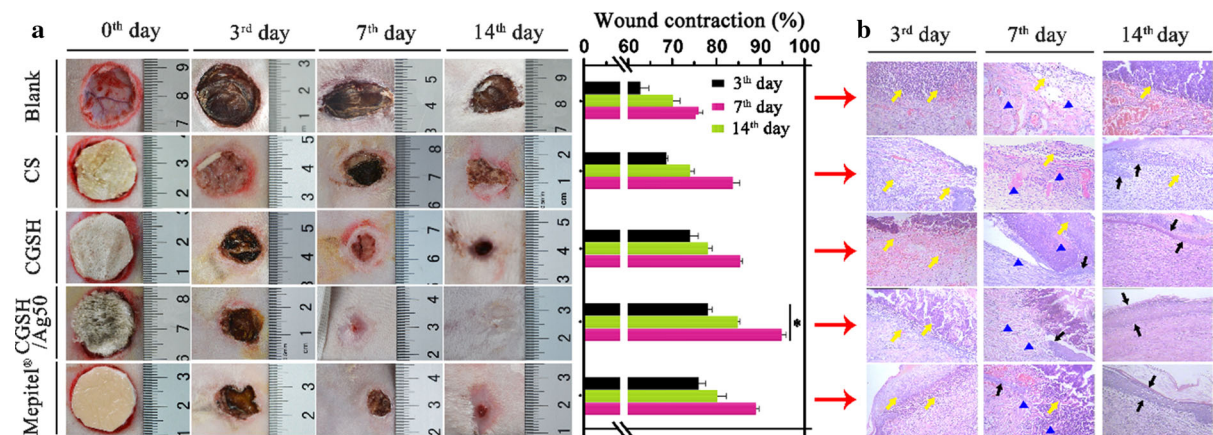 a
0th day
3rd day
7th day
14th day
Wound contraction (%)
0 60 70 80 90 100
b
3rd day
7th day
14th day
Blank
CS
CGSH
CGSH
/Ag50
Mepitel®
3th day
7th day
14th day
*